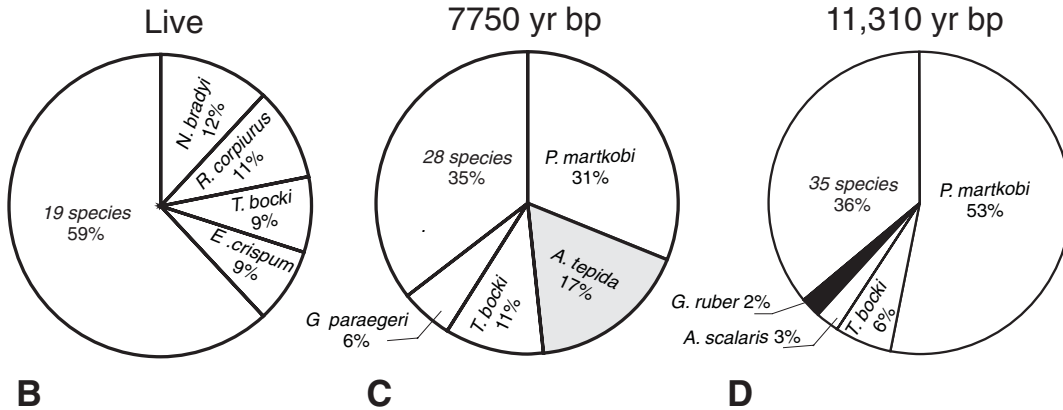 Live
N. bradyi
12%
R. corpiurus
11%
T. bocki
9%
E .crispum
9%
19 species
59%
B
7750 yr bp
28 species
35%
P. martkobi
31%
A. tepida
17%
T. bocki
11%
G paraegeri
6%
C
11,310 yr bp
35 species
36%
P. martkobi
53%
G. ruber 2%
A. scalaris 3%
T. bocki
6%
D